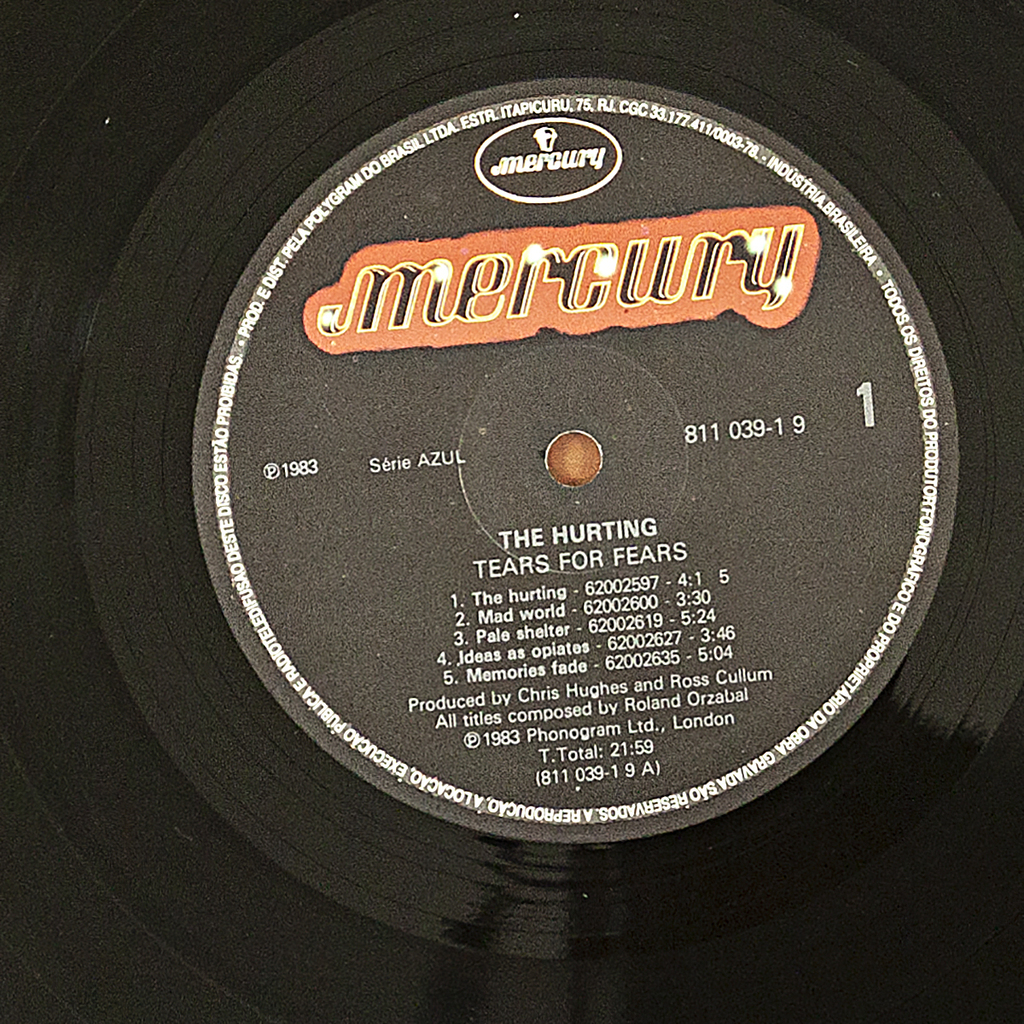 • PROD. E DIST. PELA POLYGRAM DO BRASIL LTDA. ESTR. ITAPICURU, 75, RJ. CGC 33.177.411/0003-78. - INDÚSTRIA BRASILEIRA • TODOS OS DIREITOS DO PRODUTOR FONOGRÁFICO E DO PROPRIETÁRIO DA OBRA GRAVADA SÃO RESERVADOS. A REPRODUÇÃO, A LOCAÇÃO, EXECUÇÃO PÚBLICA E RADIOTELEDIFUSÃO DESTE DISCO ESTÃO PROIBIDAS.
mercury
mercury
1
811 039-1 9
℗1983 Série AZUL
THE HURTING
TEARS FOR FEARS
1. The hurting - 62002597 - 4:1 5
2. Mad world - 62002600 - 3:30
3. Pale shelter - 62002619 - 5:24
4. Ideas as opiates - 62002627 - 3:46
5. Memories fade - 62002635 - 5:04
Produced by Chris Hughes and Ross Cullum
All titles composed by Roland Orzabal
℗1983 Phonogram Ltd., London
T.Total: 21:59
(811 039-1 9 A)